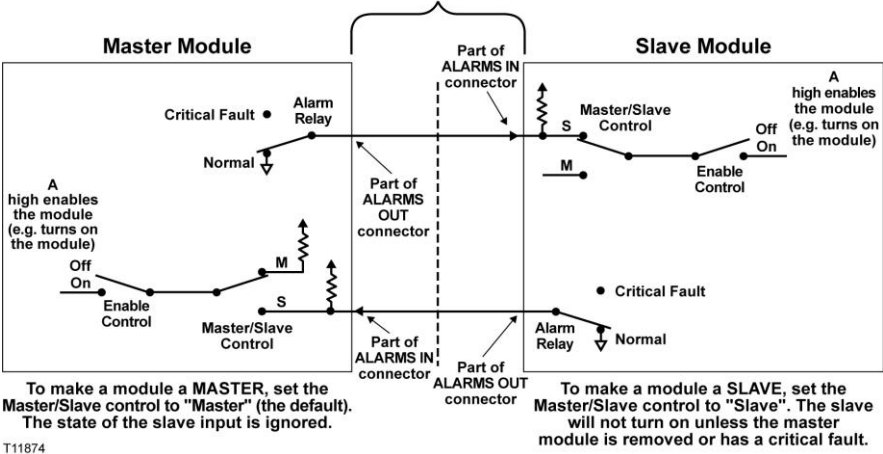 Master Module
Slave Module
Part of
ALARMS IN
connector
Critical Fault
Alarm
Relay
Normal
Part of
ALARMS
OUT
connector
A
high enables
the module
(e.g. turns on
the module)
Off
On
Enable
Control
M
S
Master/Slave
Control
Part of
ALARMS IN
connector
S
Master/Slave
Control
M
Off
On
Enable
Control
A
high enables
the module
(e.g. turns on
the module)
Critical Fault
Alarm
Relay
Normal
Part of
ALARMS OUT
connector
To make a module a MASTER, set the
Master/Slave control to "Master" (the default).
The state of the slave input is ignored.
To make a module a SLAVE, set the
Master/Slave control to "Slave". The slave
will not turn on unless the master
module is removed or has a critical fault.
T11874